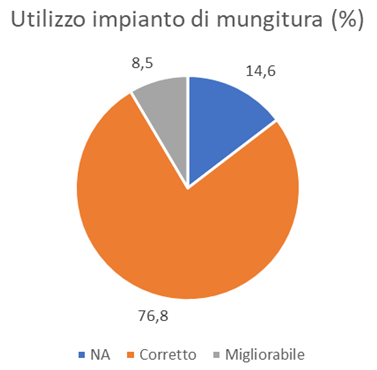 Utilizzo impianto di mungitura (%)
8,5
14,6
76,8
NA Corretto Migliorabile